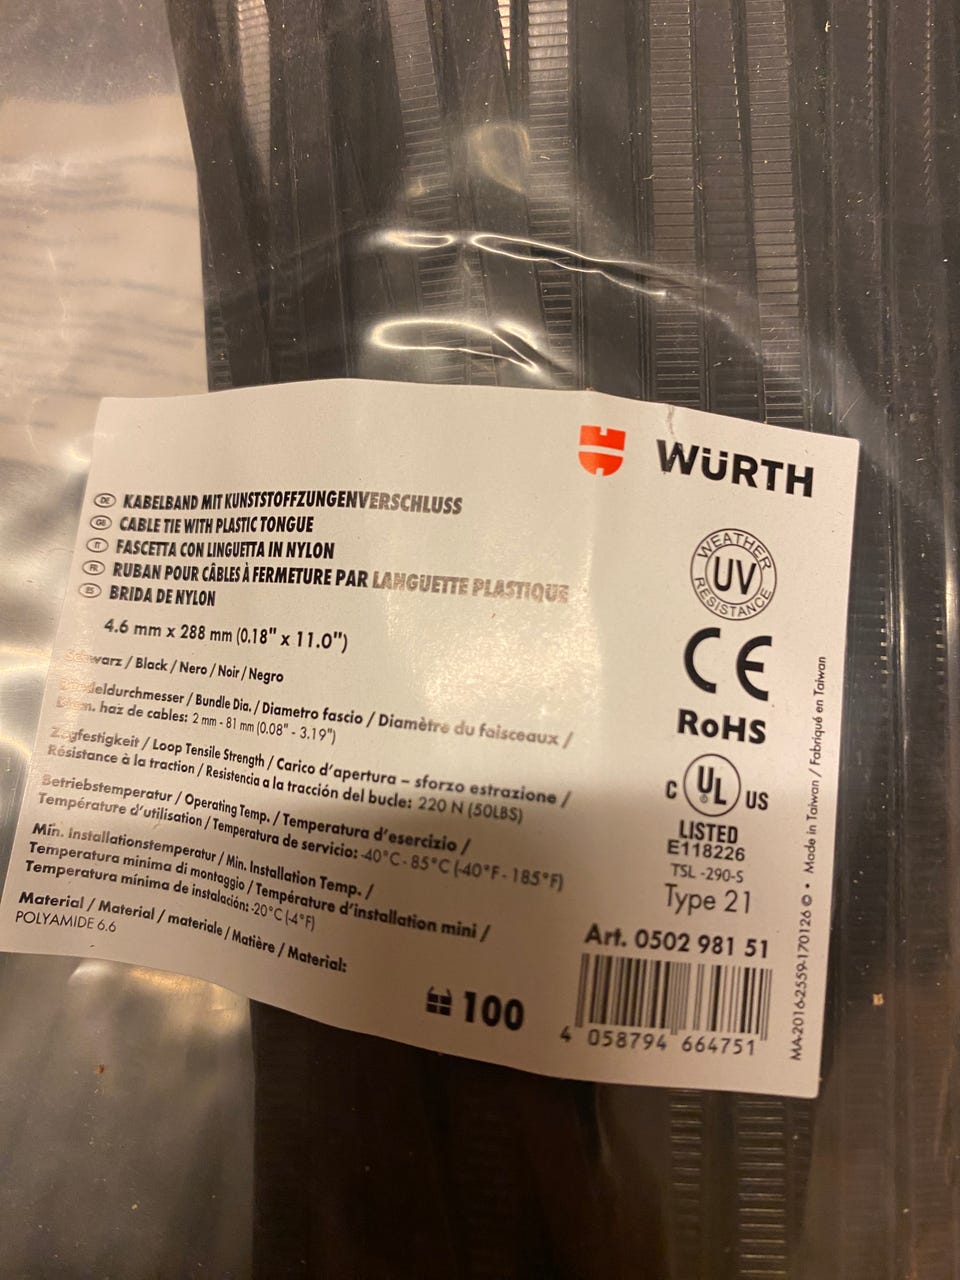 WÜRTH
DE KABELBAND MIT KUNSTSTOFFZUNGENVERSCHLUSS
GB CABLE TIE WITH PLASTIC TONGUE
IT FASCETTA CON LINGUETTA IN NYLON
FR RUBAN POUR CÂBLES À FERMETURE PAR LANGUETTE PLASTIQUE
ES BRIDA DE NYLON
4.6 mm x 288 mm (0.18" x 11.0")
Schwarz / Black / Nero / Noir / Negro
Bündeldurchmesser / Bundle Dia. / Diametro fascio / Diamètre du faisceaux /
Diam. haz de cables: 2 mm - 81 mm (0.08" - 3.19")
Zugfestigkeit / Loop Tensile Strength / Carico d'apertura – sforzo estrazione /
Résistance à la traction / Resistencia a la tracción del bucle: 220 N (50LBS)
Betriebstemperatur / Operating Temp. / Temperatura d'esercizio /
Température d'utilisation / Temperatura de servicio: -40°C - 85°C (-40°F - 185°F)
Min. Installationstemperatur / Min. Installation Temp. /
Temperatura minima di montaggio / Température d'installation mini /
Temperatura mínima de instalación: -20°C (-4°F)
Material / Material / materiale / Matière / Material:
POLYAMIDE 6.6
100
WEATHER
UV
RESISTANCE
CE
RoHS
C UL US
LISTED
E118226
TSL -290-S
Type 21
Art. 0502 981 51
4 058794 664751
MA-2016-2559-170126 © • Made in Taiwan / Fabriqué en Taiwan